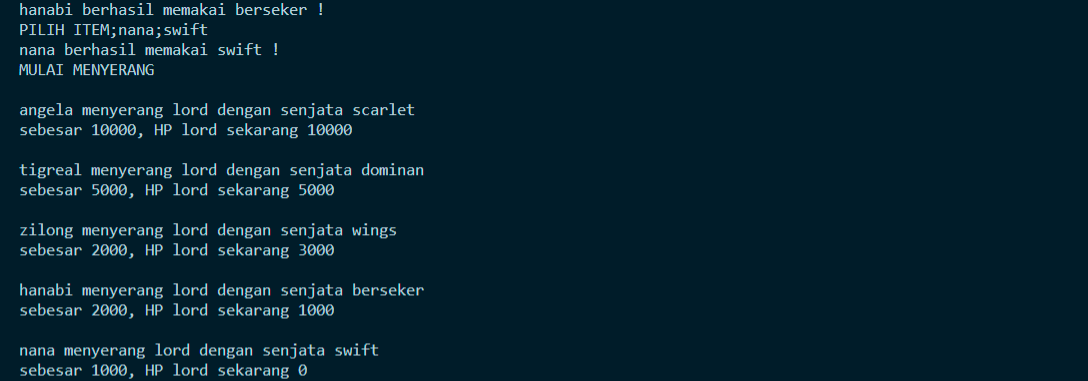 hanabi berhasil memakai berseker !
PILIH ITEM;nana;swift
nana berhasil memakai swift !
MULAI MENYERANG
angela menyerang lord dengan senjata scarlet
sebesar 10000, HP lord sekarang 10000
tigreal menyerang lord dengan senjata dominan
sebesar 5000, HP lord sekarang 5000
zilong menyerang lord dengan senjata wings
sebesar 2000, HP lord sekarang 3000
hanabi menyerang lord dengan senjata berseker
sebesar 2000, HP lord sekarang 1000
nana menyerang lord dengan senjata swift
sebesar 1000, HP lord sekarang 0